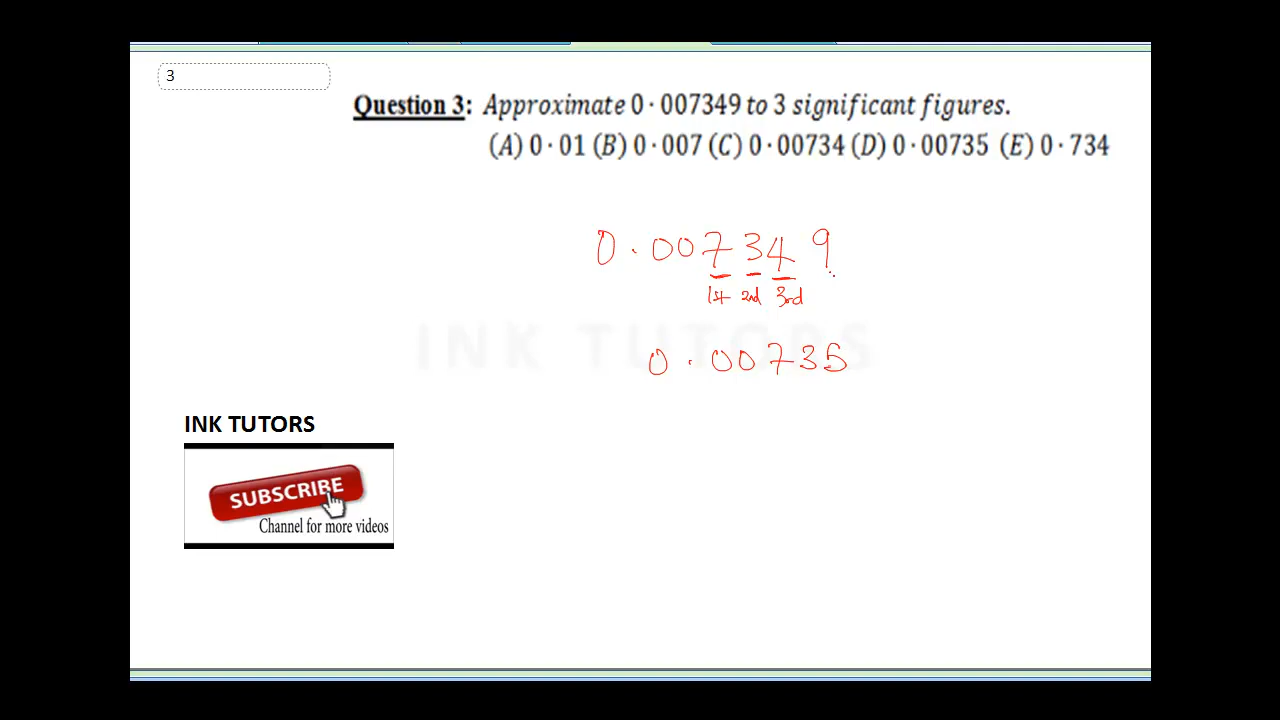 3
Question 3: Approximate 0·007349 to 3 significant figures.
(A) 0·01 (B) 0·007 (C) 0·00734 (D) 0·00735 (E) 0·734
0.007349
1st 2nd 3rd
INK TUTORS
0.00735
INK TUTORS
SUBSCRIBE
Channel for more videos